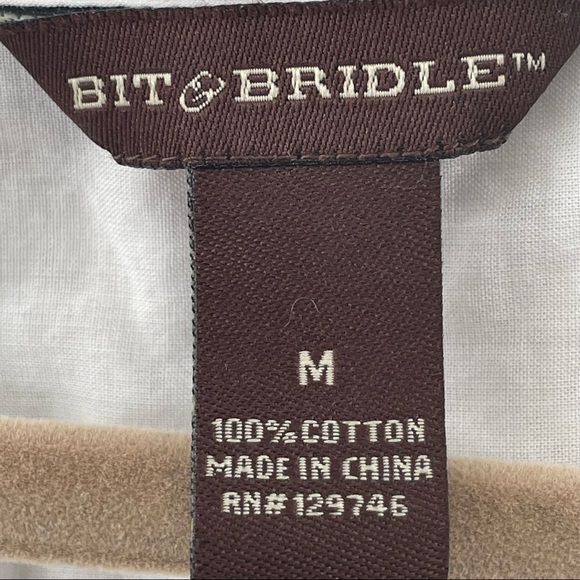 BIT & BRIDLE™
M
100% COTTON
MADE IN CHINA
RN#129746